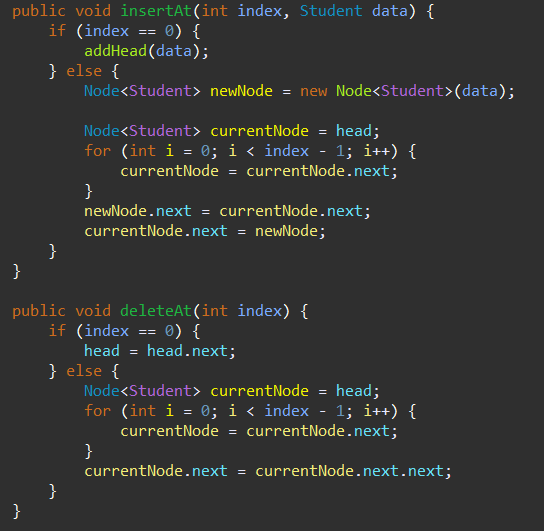 public void insertAt(int index, Student data) {
    if (index == 0) {
        addHead(data);
    } else {
        Node<Student> newNode = new Node<Student>(data);

        Node<Student> currentNode = head;
        for (int i = 0; i < index - 1; i++) {
            currentNode = currentNode.next;
        }
        newNode.next = currentNode.next;
        currentNode.next = newNode;
    }
}

public void deleteAt(int index) {
    if (index == 0) {
        head = head.next;
    } else {
        Node<Student> currentNode = head;
        for (int i = 0; i < index - 1; i++) {
            currentNode = currentNode.next;
        }
        currentNode.next = currentNode.next.next;
    }
}